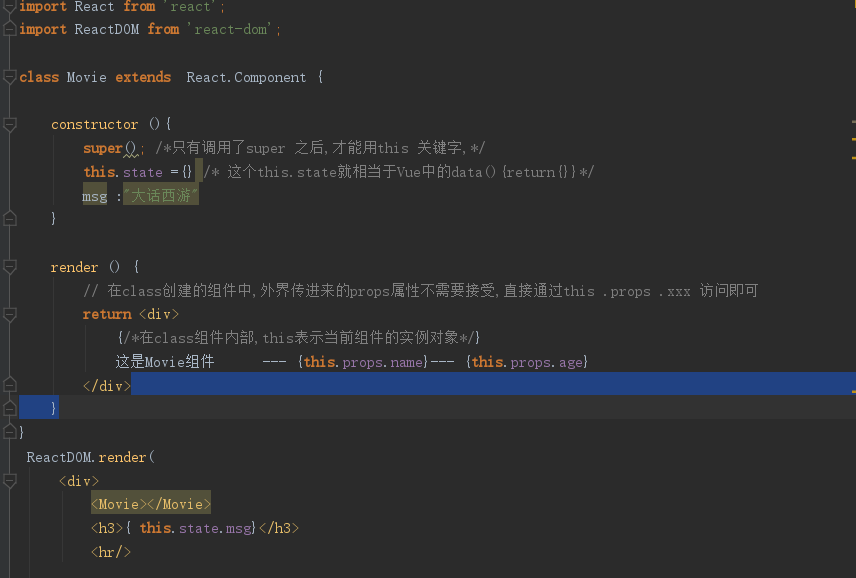 import React from 'react';
import ReactDOM from 'react-dom';
class Movie extends  React.Component {
constructor (){
super(); /*只有调用了super 之后,才能用this 关键字,*/
this.state ={} /* 这个this.state就相当于Vue中的data(){return{}}*/
msg :"大话西游"
}
render () {
// 在class创建的组件中,外界传进来的props属性不需要接受,直接通过this .props .xxx 访问即可
return <div>
{/*在class组件内部,this表示当前组件的实例对象*/}
这是Movie组件      --- {this.props.name}--- {this.props.age}
</div>
}
}
ReactDOM.render(
<div>
<Movie></Movie>
<h3>{ this.state.msg}</h3>
<hr/>